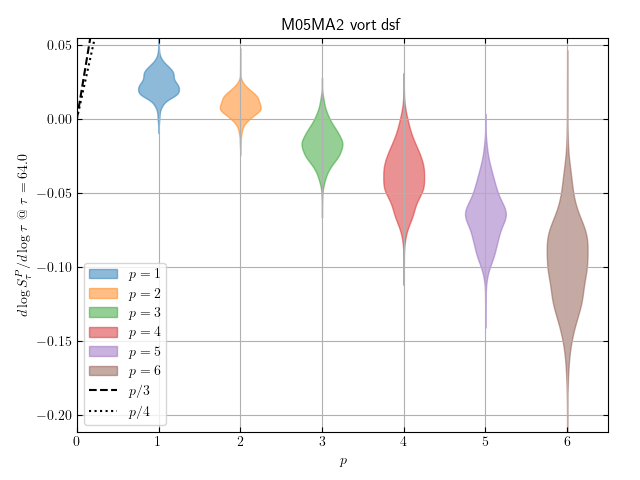 M05MA2 vort dsf
d log S_τ^P / d log τ @ τ = 64.0
0.05
0.00
−0.05
−0.10
−0.15
−0.20
p = 1
p = 2
p = 3
p = 4
p = 5
p = 6
p/3
p/4
0 1 2 3 4 5 6
p